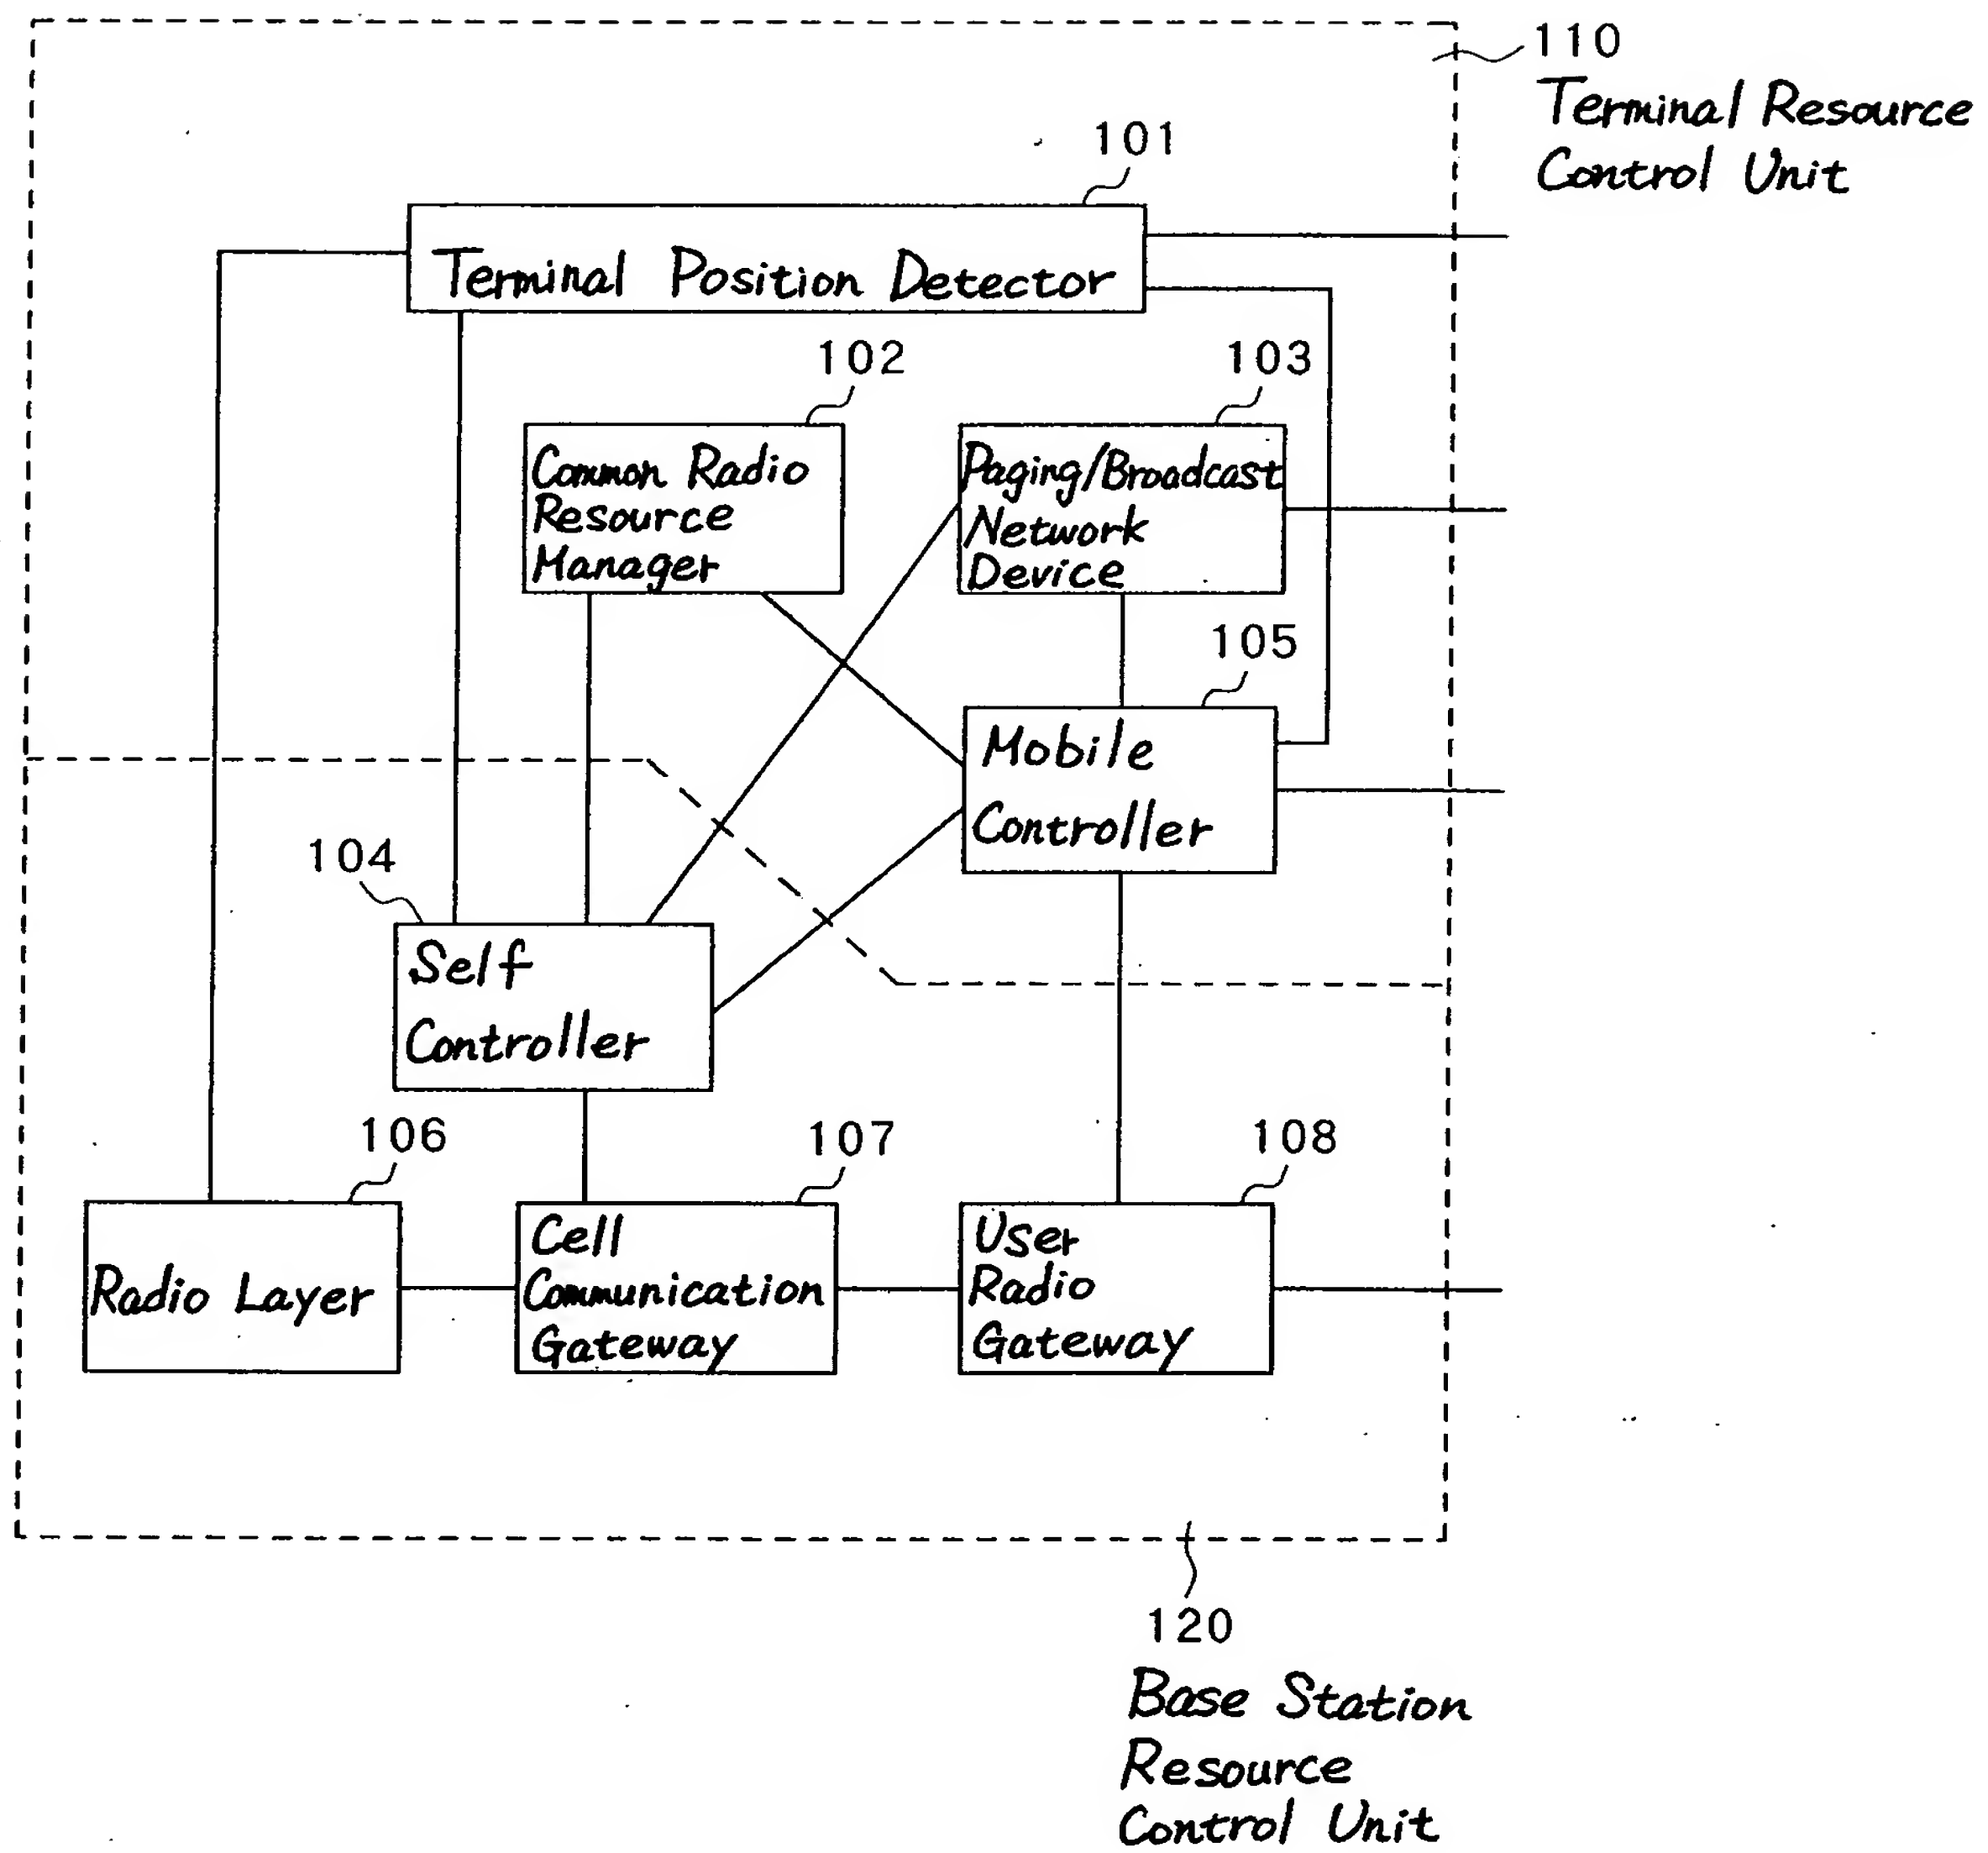 110
Terminal Resource
Control Unit
101
Terminal Position Detector
102
103
Common Radio
Resource
Manager
Paging/Broadcast
Network
Device
105
Mobile
Controller
104
Self
Controller
106
107
108
Radio Layer
Cell
Communication
Gateway
User
Radio
Gateway
120
Base Station
Resource
Control Unit